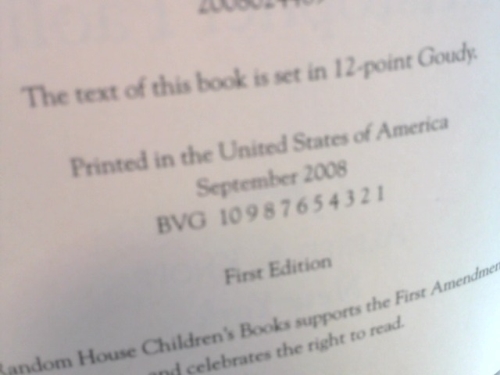 The text of this book is set in 12-point Goudy.
Printed in the United States of America
September 2008
BVG 10 9 8 7 6 5 4 3 2 1
First Edition
Random House Children's Books supports the First Amendment
and celebrates the right to read.